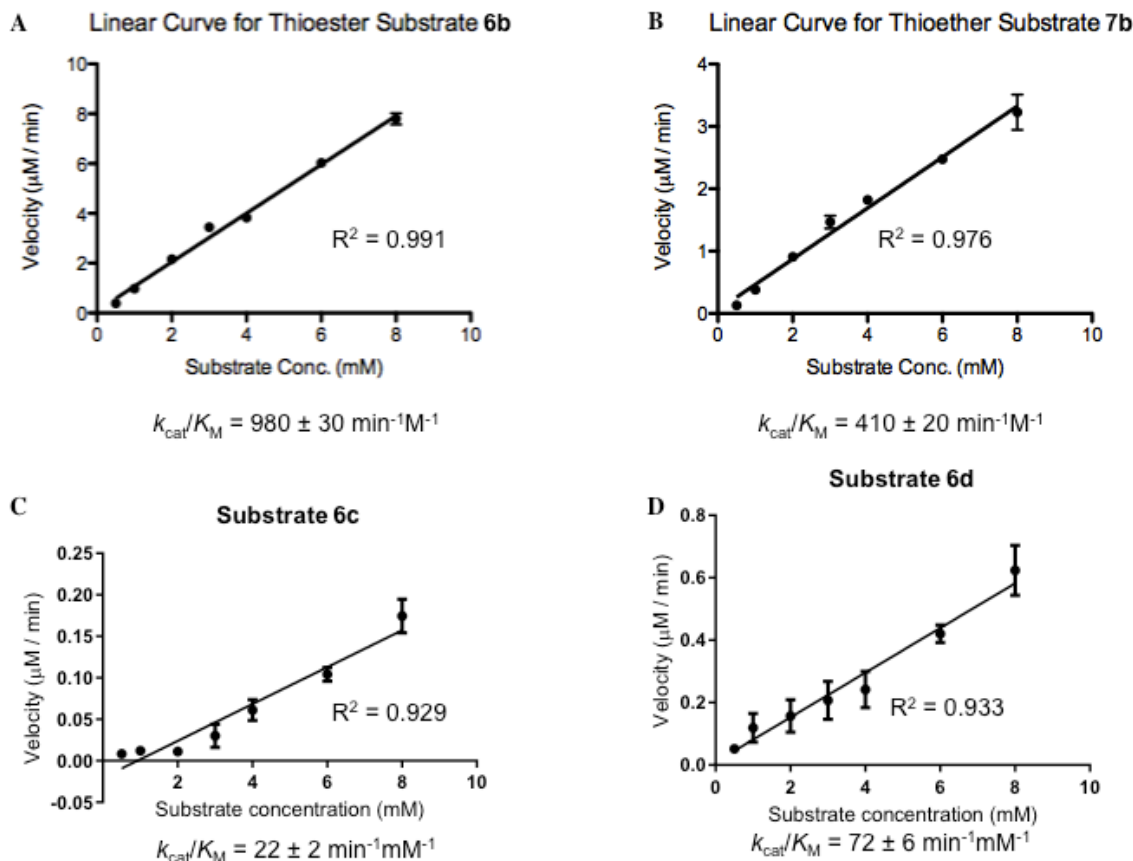 A Linear Curve for Thioester Substrate 6b
10
8
6
4
2
0
Velocity (μM / min)
R² = 0.991
0 2 4 6 8 10
Substrate Conc. (mM)
kcat/KM = 980 ± 30 min⁻¹M⁻¹
B Linear Curve for Thioether Substrate 7b
4
3
2
1
0
Velocity (μM / min)
R² = 0.976
0 2 4 6 8 10
Substrate Conc. (mM)
kcat/KM = 410 ± 20 min⁻¹M⁻¹
C Substrate 6c
0.25
0.20
0.15
0.10
0.05
0.00
-0.05
Velocity (μM / min)
R² = 0.929
2 4 6 8 10
Substrate concentration (mM)
kcat/KM = 22 ± 2 min⁻¹mM⁻¹
D Substrate 6d
0.8
0.6
0.4
0.2
0.0
Velocity (μM / min)
R² = 0.933
0 2 4 6 8 10
Substrate concentration (mM)
kcat/KM = 72 ± 6 min⁻¹mM⁻¹